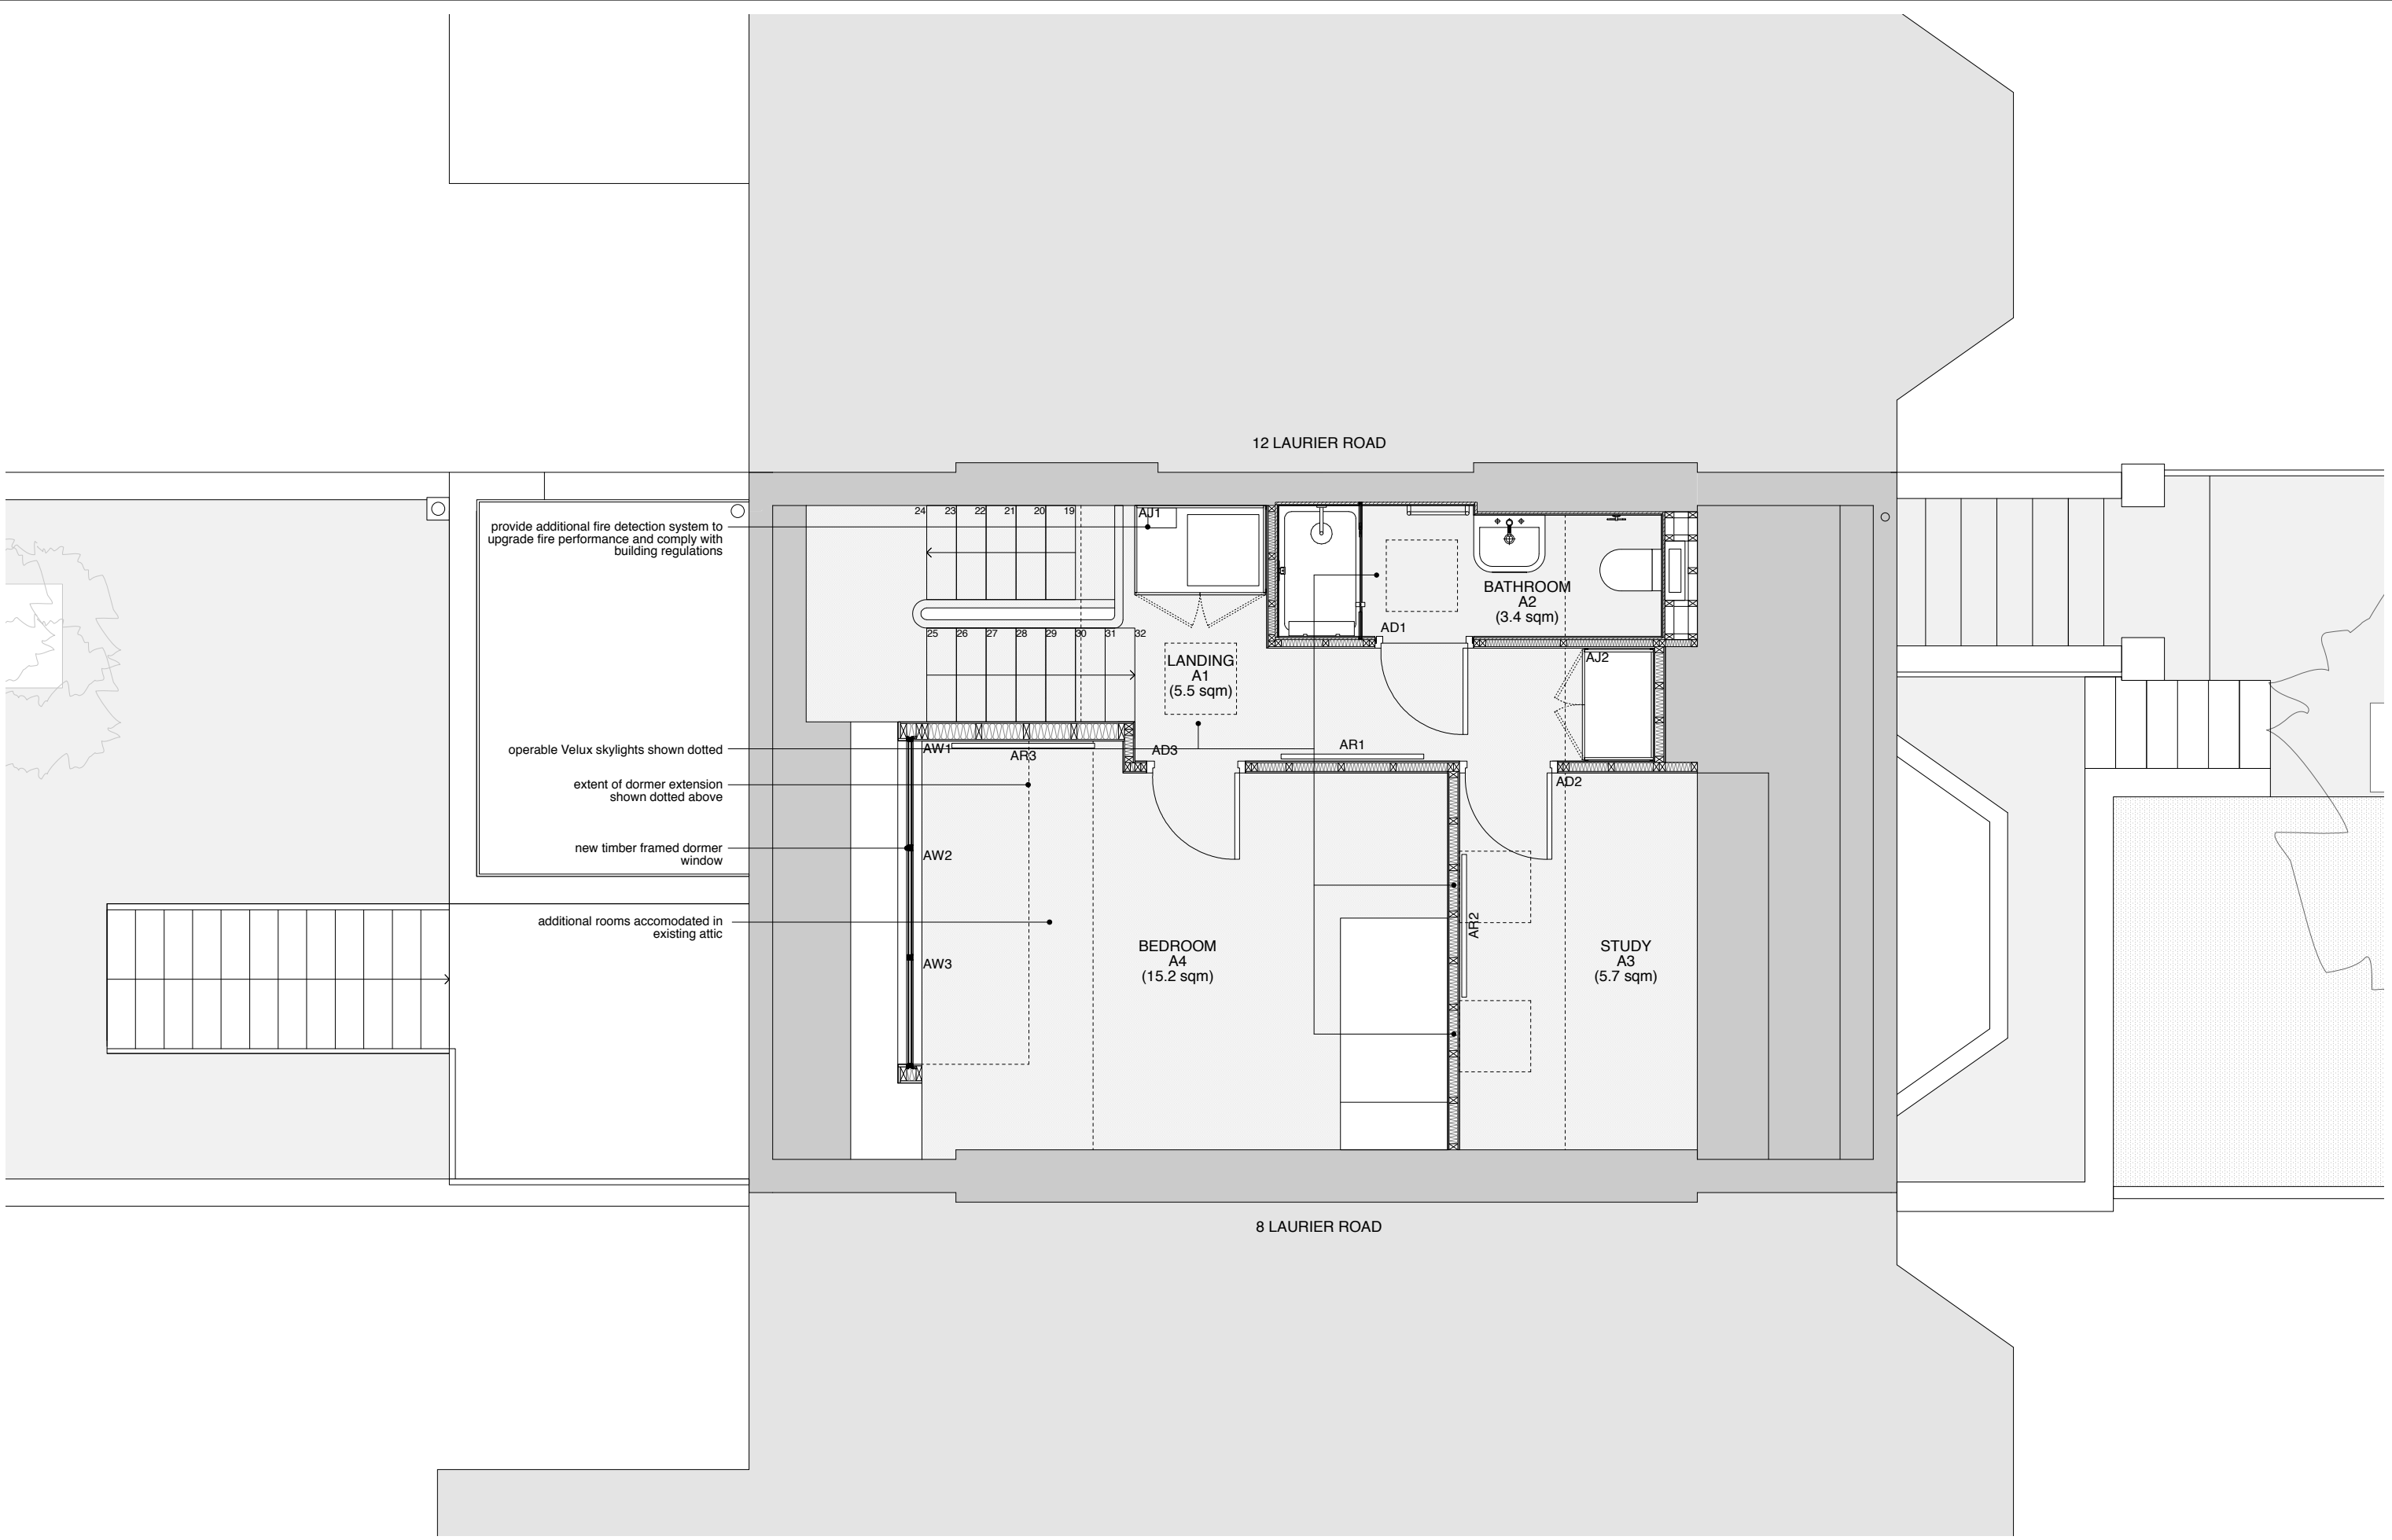 12 LAURIER ROAD
provide additional fire detection system to
upgrade fire performance and comply with
building regulations
24 23 22 21 20 19
AJ1
BATHROOM
A2
(3.4 sqm)
AD1
25 26 27 28 29 30 31 32
LANDING
A1
(5.5 sqm)
AJ2
operable Velux skylights shown dotted
AW1
AR3
AD3
AR1
extent of dormer extension
shown dotted above
AD2
new timber framed dormer
window
AW2
additional rooms accomodated in
existing attic
AR2
BEDROOM
A4
(15.2 sqm)
STUDY
A3
(5.7 sqm)
AW3
8 LAURIER ROAD